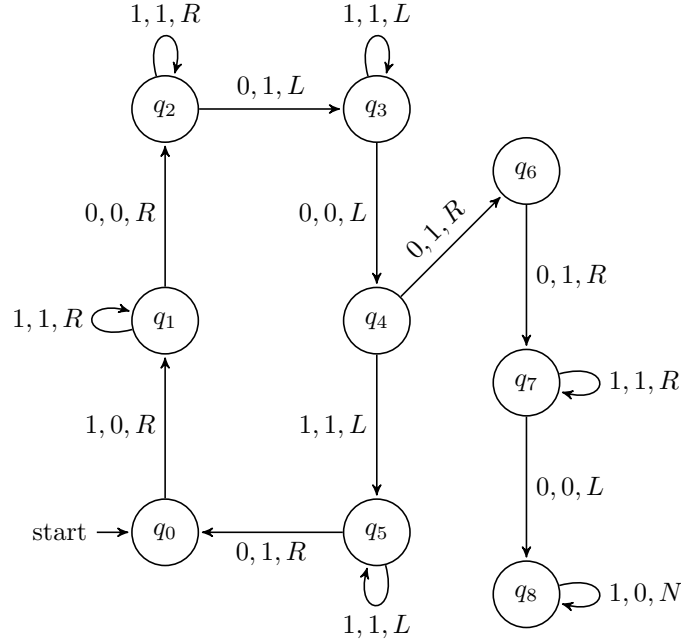 1, 1, R
1, 1, L
q₂
0, 1, L
q₃
q₆
0, 0, R
0, 0, L
0, 1, R
0, 1, R
1, 1, R
q₁
q₄
q₇
1, 1, R
1, 0, R
1, 1, L
0, 0, L
start
q₀
0, 1, R
q₅
q₈
1, 0, N
1, 1, L